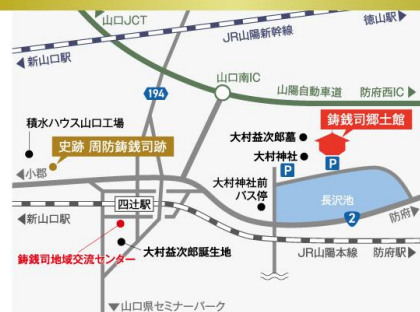 徳山駅▶
▲山口JCT
JR山陽新幹線
◀新山口駅
山口南IC
194
山陽自動車道
防府西IC▶
鋳銭司郷土館
積水ハウス山口工場
大村益次郎墓
P
史跡 周防鋳銭司跡
大村神社
P
◀小郡
大村神社前
バス停
長沢池
四辻駅
2
防府▶
◀新山口駅
鋳銭司地域交流センター
大村益次郎誕生地
JR山陽本線
防府駅▶
▼山口県セミナーパーク